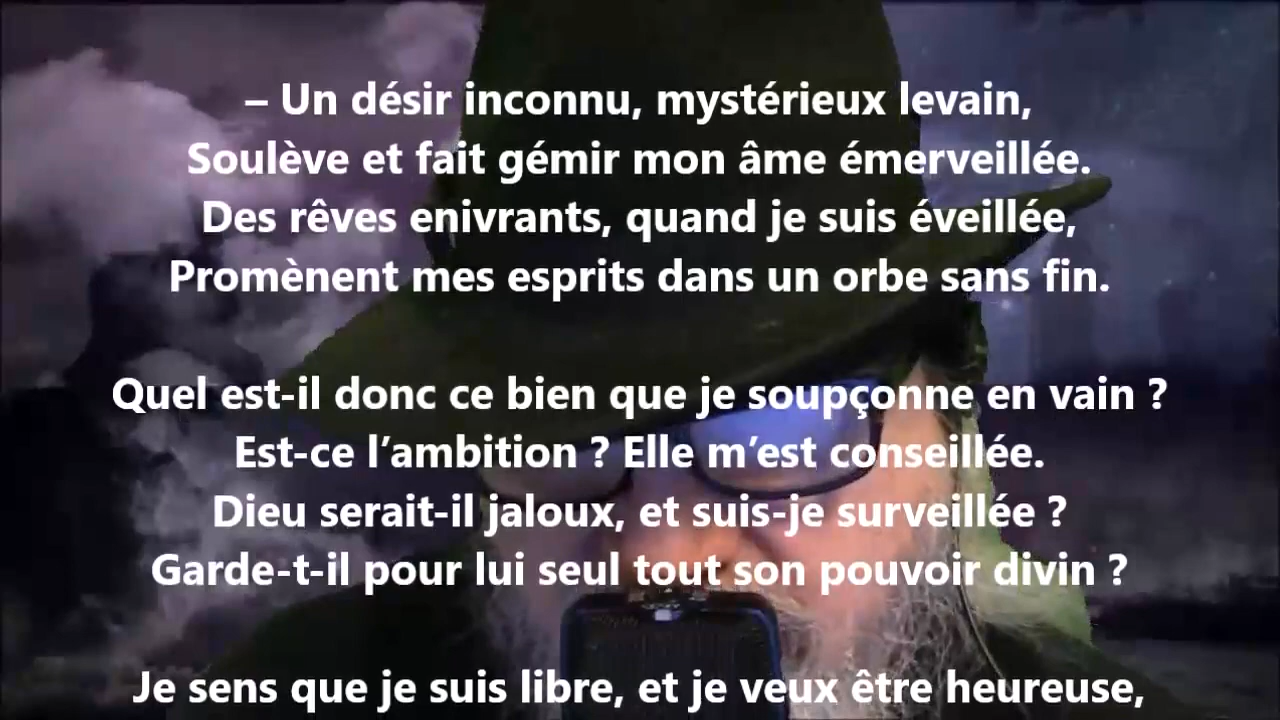 – Un désir inconnu, mystérieux levain,
Soulève et fait gémir mon âme émerveillée.
Des rêves enivrants, quand je suis éveillée,
Promènent mes esprits dans un orbe sans fin.
Quel est-il donc ce bien que je soupçonne en vain ?
Est-ce l’ambition ? Elle m’est conseillée.
Dieu serait-il jaloux, et suis-je surveillée ?
Garde-t-il pour lui seul tout son pouvoir divin ?
Je sens que je suis libre, et je veux être heureuse,